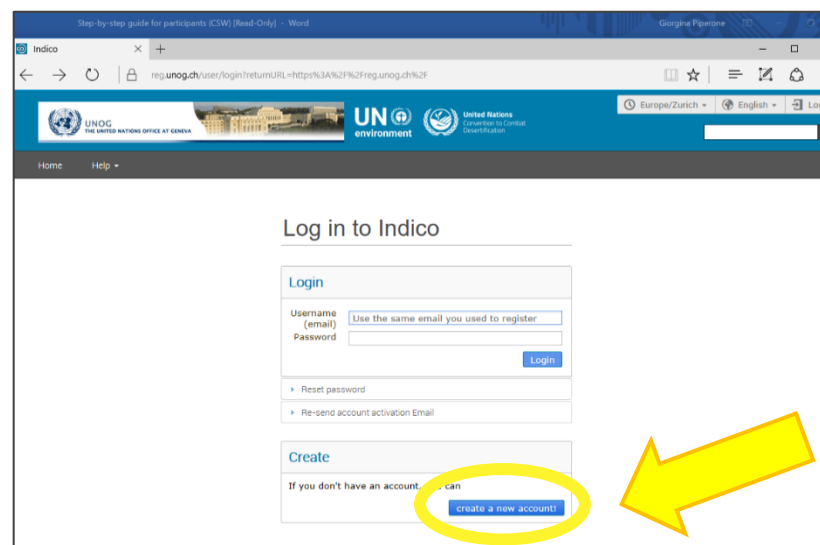 Step-by-step guide for participants (CSW) [Read-Only] - Word Giorgina Piperone
Indico
reg.unog.ch/user/login?returnURL=https%3A%2F%2Freg.unog.ch%2F
Europe/Zurich English
UNOG
THE UNITED NATIONS OFFICE AT GENEVA
UN
environment
United Nations
Convention to Combat
Desertification
Home Help
Log in to Indico
Login
Username
(email)
Use the same email you used to register
Password
Login
Reset password
Re-send account activation Email
Create
If you don't have an account, can
create a new account!